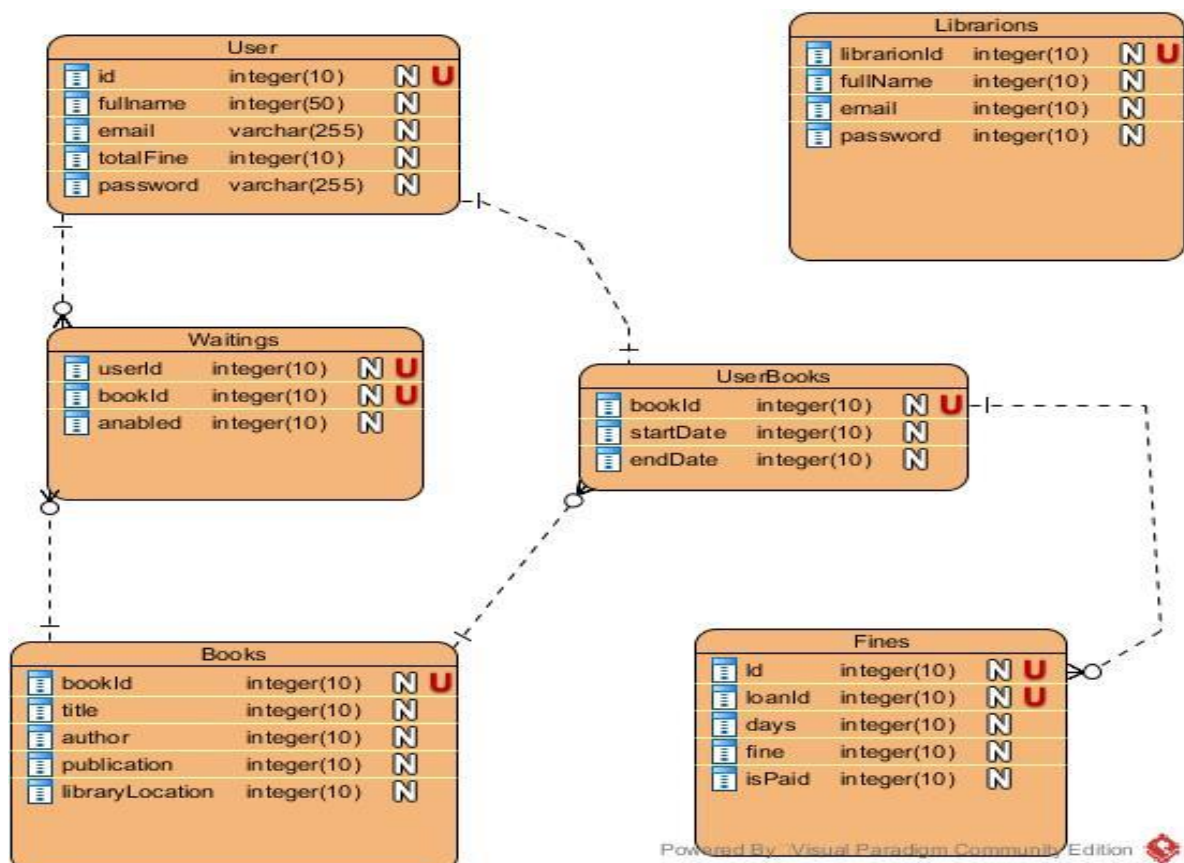 User
id integer(10) N U
fullname integer(50) N
email varchar(255) N
totalFine integer(10) N
password varchar(255) N
Librarions
librarionId integer(10) N U
fullName integer(10) N
email integer(10) N
password integer(10) N
Waitings
userId integer(10) N U
bookId integer(10) N U
anabled integer(10) N
UserBooks
bookId integer(10) N U
startDate integer(10) N
endDate integer(10) N
Books
bookId integer(10) N U
title integer(10) N
author integer(10) N
publication integer(10) N
libraryLocation integer(10) N
Fines
Id integer(10) N U
loanId integer(10) N U
days integer(10) N
fine integer(10) N
isPaid integer(10) N
Powered By Visual Paradigm Community Edition